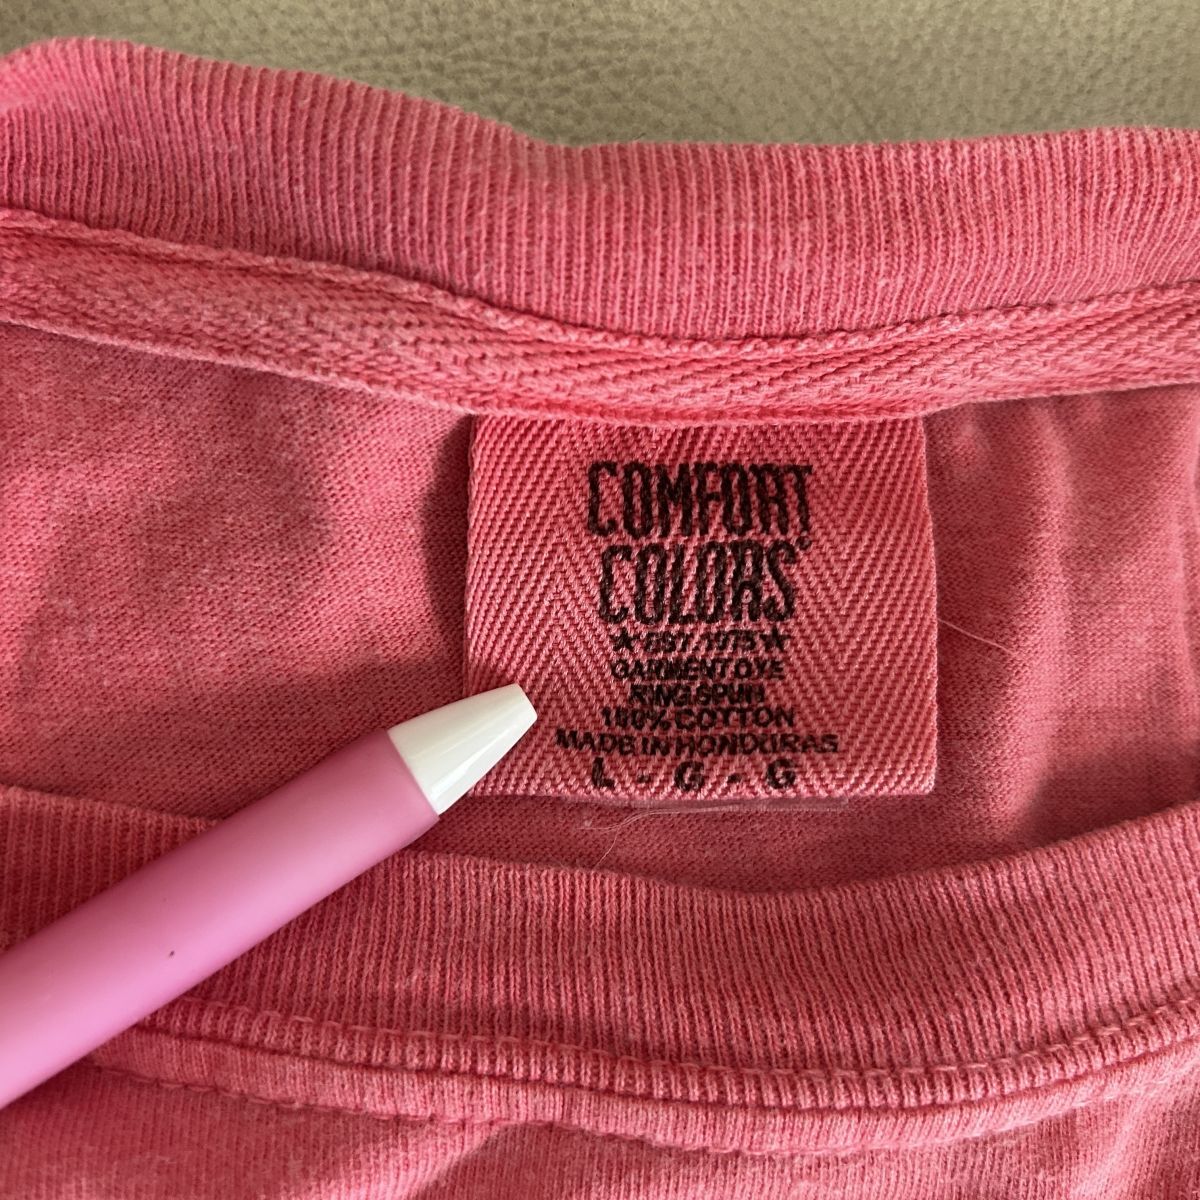 COMFORT
COLORS®
★ EST. 1975 ★
GARMENT DYE
RING SPUN
100% COTTON
MADE IN HONDURAS
L - G - G